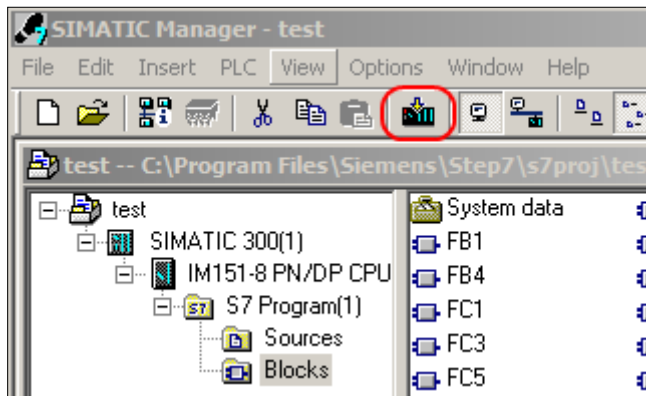 SIMATIC Manager - test
File Edit Insert PLC View Options Window Help
test -- C:\Program Files\Siemens\Step7\s7proj\tes
test
SIMATIC 300(1)
IM151-8 PN/DP CPU
S7 Program(1)
Sources
Blocks
System data
FB1
FB4
FC1
FC3
FC5